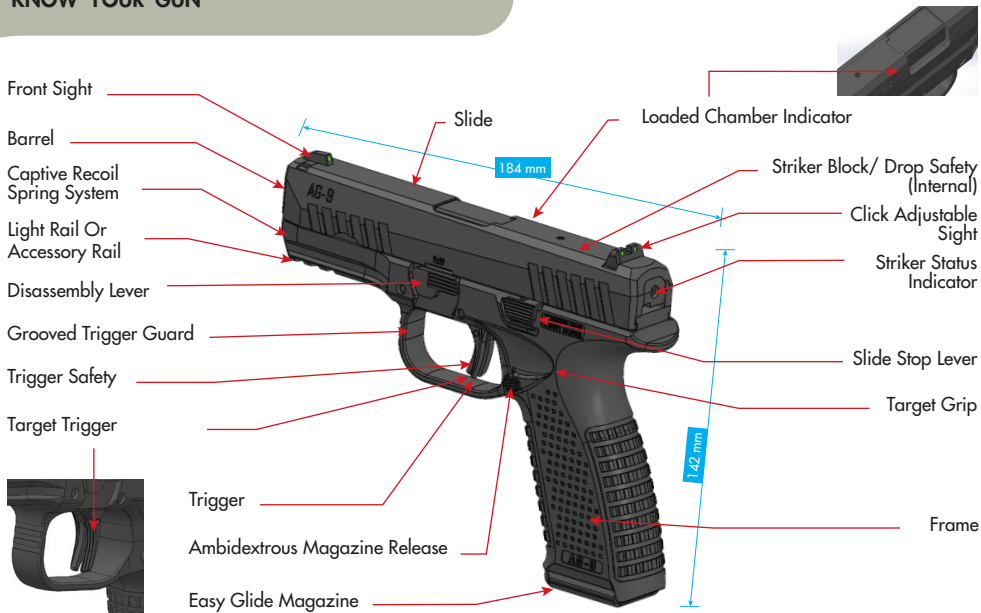 KNOW YOUR GUN
Front Sight
Barrel
Captive Recoil
Spring System
Light Rail Or
Accessory Rail
Disassembly Lever
Grooved Trigger Guard
Trigger Safety
Target Trigger
Trigger
Ambidextrous Magazine Release
Easy Glide Magazine
Slide
184 mm
Loaded Chamber Indicator
Striker Block/ Drop Safety
(Internal)
Click Adjustable
Sight
Striker Status
Indicator
Slide Stop Lever
Target Grip
142 mm
Frame
AG-9
AG-9